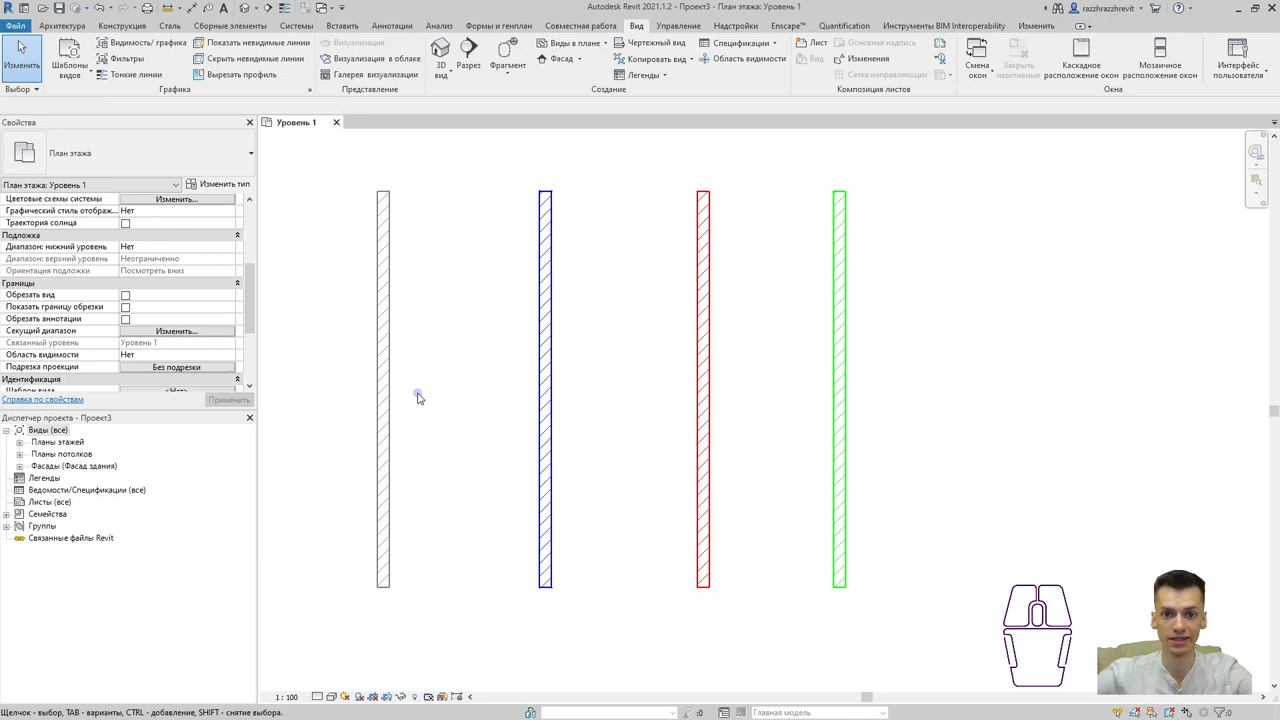 Autodesk Revit 2021.1.2 - Проект3 - План этажа: Уровень 1
razzhrazzhrevit
Файл Архитектура Конструкция Сталь Сборные элементы Системы Вставить Аннотации Анализ Формы и генплан Совместная работа Вид Управление Надстройки Enscape™ Quantification Инструменты BIM Interoperability Изменить
Изменить
Выбор
Шаблоны видов
Видимость/ графика
Фильтры
Тонкие линии
Показать невидимые линии
Скрыть невидимые линии
Вырезать профиль
Графика
Визуализация
Визуализация в облаке
Галерея визуализации
Представление
3D вид
Разрез
Фрагмент
Виды в плане
Фасад
Чертежный вид
Копировать вид
Легенды
Спецификации
Область видимости
Создание
Лист
Вид
Основная надпись
Изменения
Сетка направляющих
Композиция листов
Смена окон
Закрыть неактивные
Каскадное расположение окон
Мозаичное расположение окон
Окна
Интерфейс пользователя
Свойства
План этажа
План этажа: Уровень 1 Изменить тип
Цветовые схемы системы Изменить...
Графический стиль отображ... Нет
Траектория солнца
Подложка
Диапазон: нижний уровень Нет
Диапазон: верхний уровень Неограниченно
Ориентация подложки Посмотреть вниз
Границы
Обрезать вид
Показать границу обрезки
Обрезать аннотации
Секущий диапазон Изменить...
Связанный уровень Уровень 1
Область видимости Нет
Подрезка проекции Без подрезки
Идентификация
Шаблон вида <Нет>
Справка по свойствам Применить
Диспетчер проекта - Проект3
Виды (все)
Планы этажей
Планы потолков
Фасады (Фасад здания)
Легенды
Ведомости/Спецификации (все)
Листы (все)
Семейства
Группы
Связанные файлы Revit
Уровень 1
1 : 100
Щелчок - выбор, TAB - варианты, CTRL - добавление, SHIFT - снятие выбора.
:0
Главная модель
:0